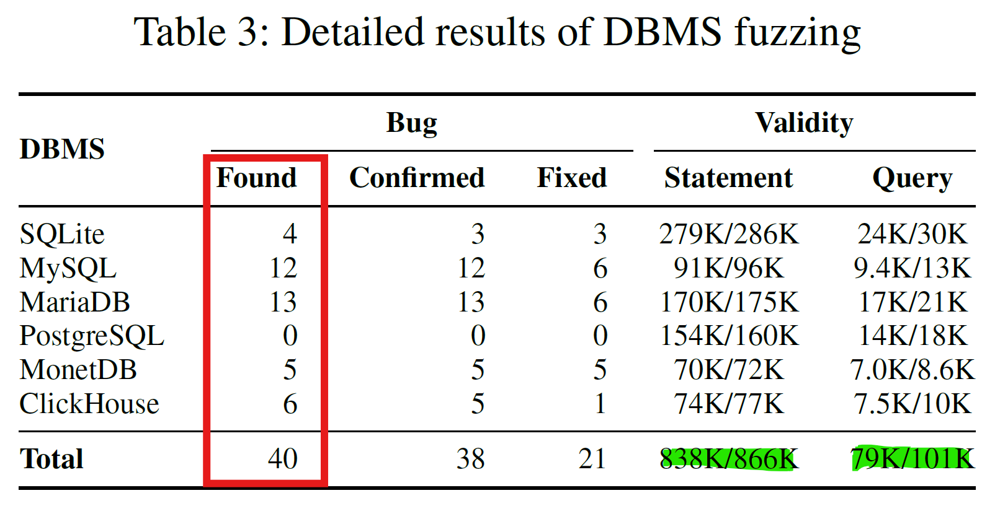 Table 3: Detailed results of DBMS fuzzing
DBMS Bug Validity
Found Confirmed Fixed Statement Query
SQLite 4 3 3 279K/286K 24K/30K
MySQL 12 12 6 91K/96K 9.4K/13K
MariaDB 13 13 6 170K/175K 17K/21K
PostgreSQL 0 0 0 154K/160K 14K/18K
MonetDB 5 5 5 70K/72K 7.0K/8.6K
ClickHouse 6 5 1 74K/77K 7.5K/10K
Total 40 38 21 838K/866K 79K/101K